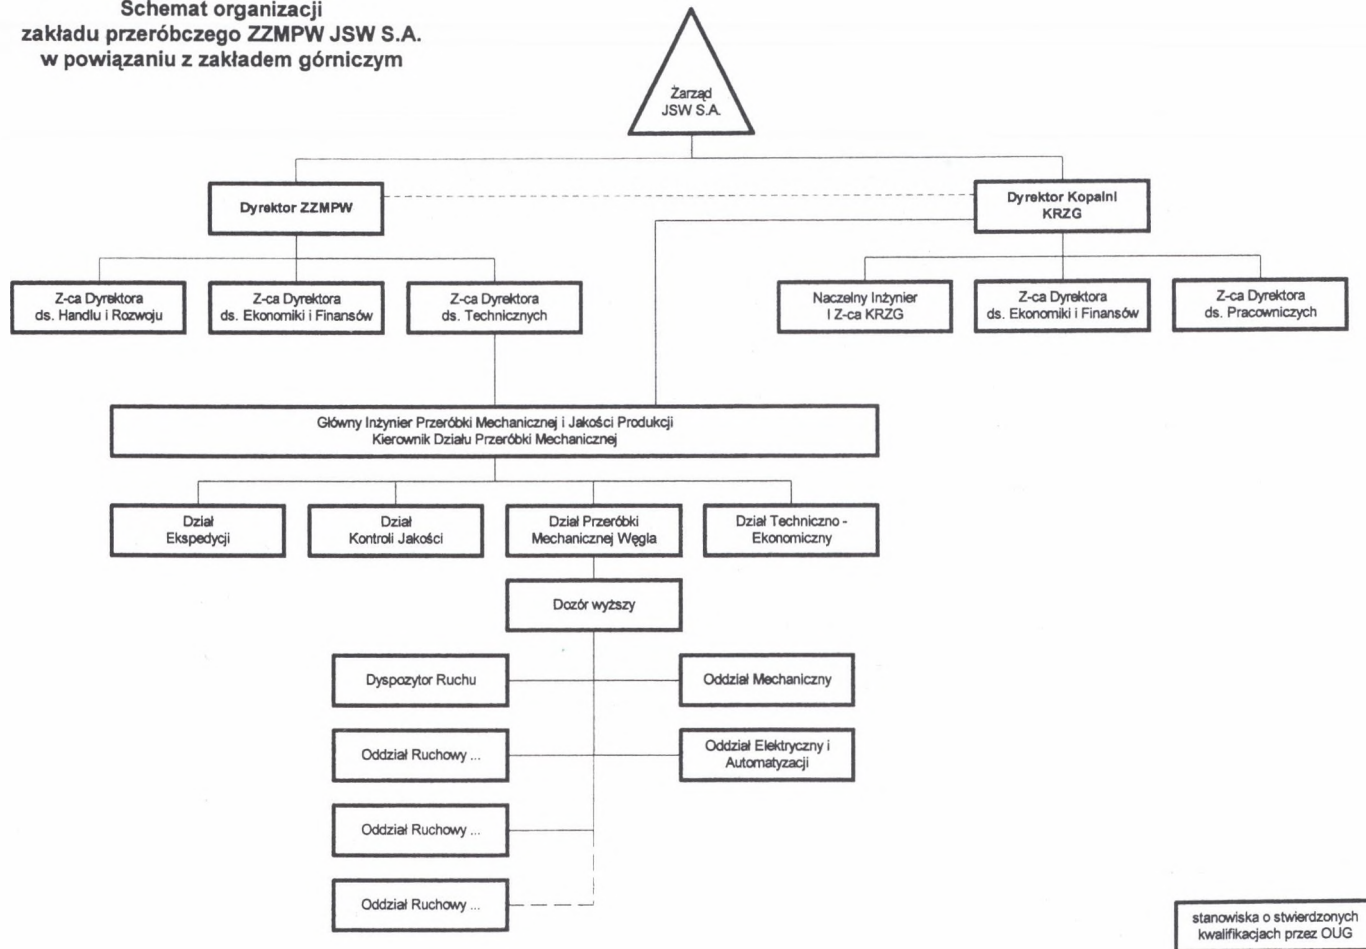 Schemat organizacji
zakładu przeróbczego ZZMPW JSW S.A.
w powiązaniu z zakładem górniczym
Żarząd
JSW S.A.
Dyrektor ZZMPW
Dyrektor Kopalni
KRZG
Z-ca Dyrektora
ds. Handlu i Rozwoju
Z-ca Dyrektora
ds. Ekonomiki i Finansów
Z-ca Dyrektora
ds. Technicznych
Naczelny Inżynier
I Z-ca KRZG
Z-ca Dyrektora
ds. Ekonomiki i Finansów
Z-ca Dyrektora
ds. Pracowniczych
Główny Inżynier Przeróbki Mechanicznej i Jakości Produkcji
Kierownik Działu Przeróbki Mechanicznej
Dział
Ekspedycji
Dział
Kontroli Jakości
Dział Przeróbki
Mechanicznej Węgla
Dział Techniczno -
Ekonomiczny
Dozór wyższy
Dyspozytor Ruchu
Oddział Mechaniczny
Oddział Ruchowy ...
Oddział Elektryczny i
Automatyzacji
Oddział Ruchowy ...
Oddział Ruchowy ...
stanowiska o stwierdzonych
kwalifikacjach przez OUG